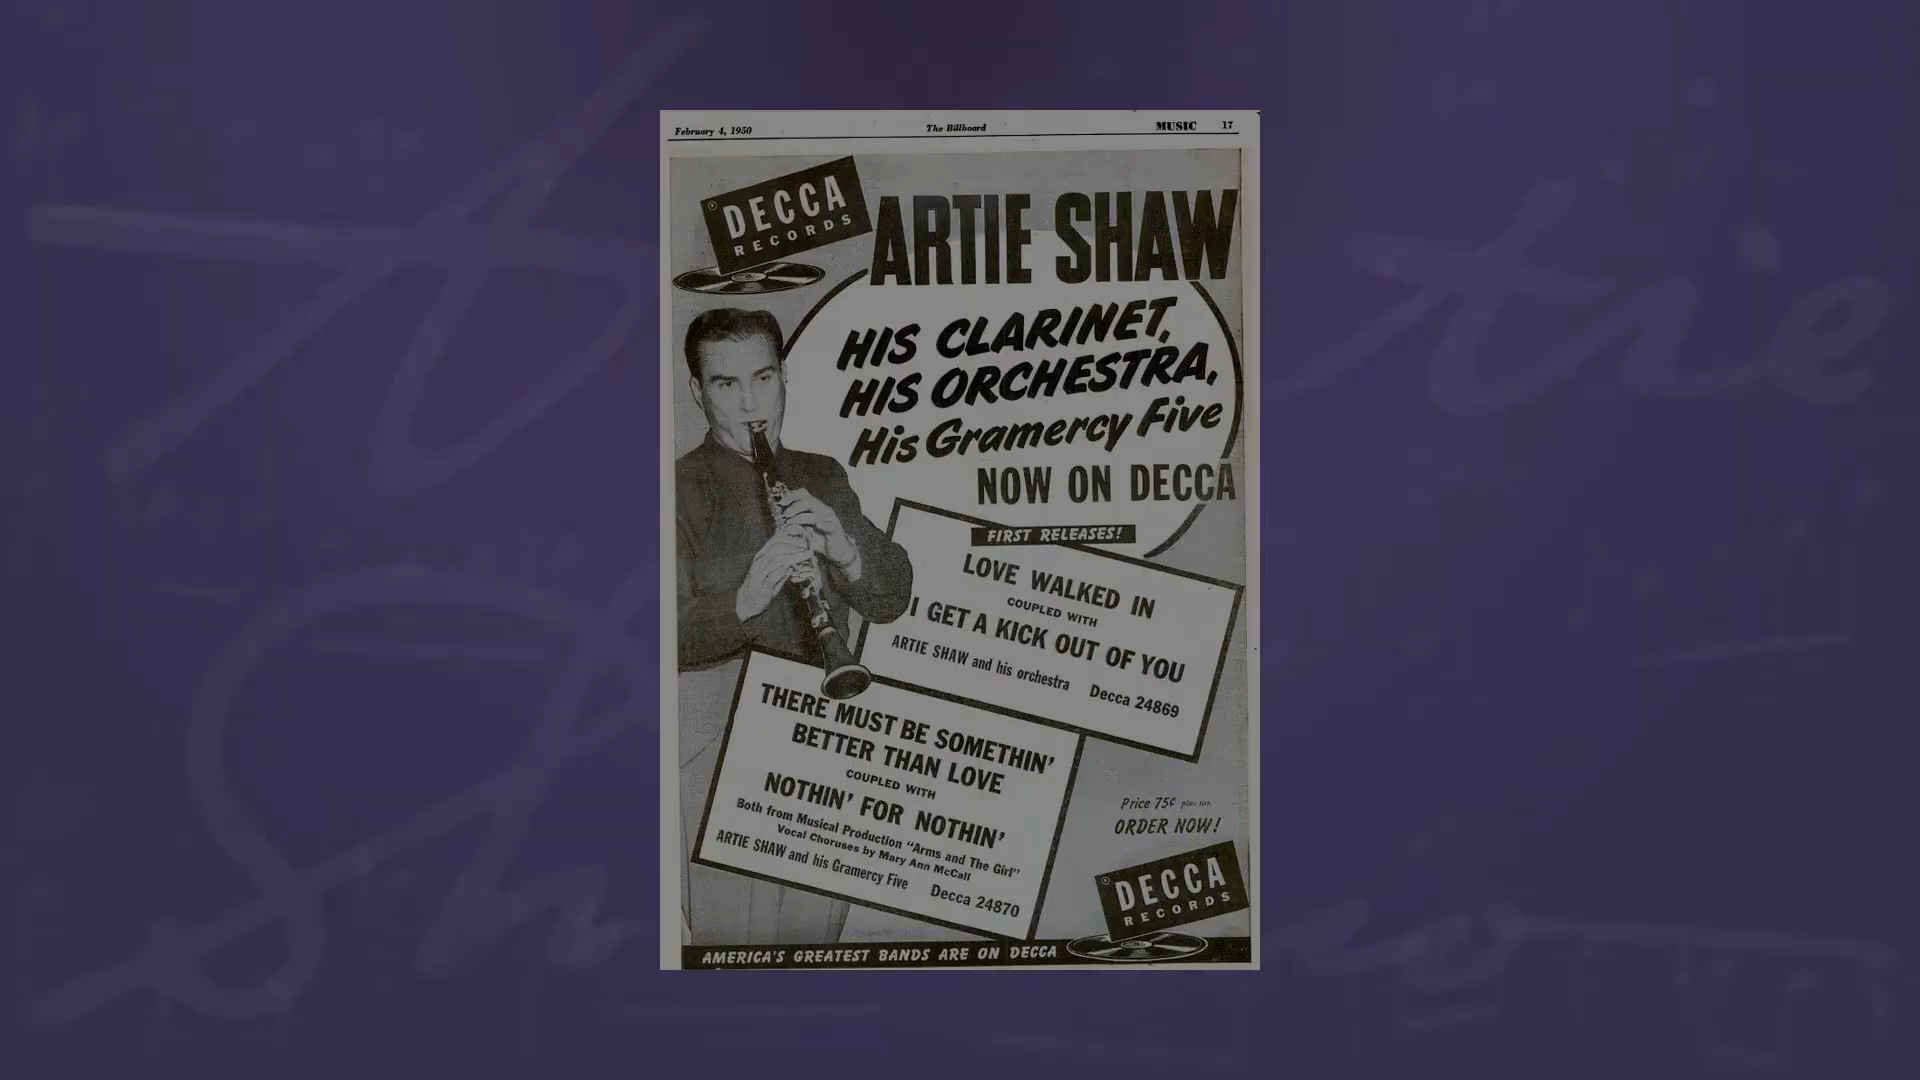 February 4, 1950 The Billboard MUSIC 17
DECCA
RECORDS
ARTIE SHAW
HIS CLARINET,
HIS ORCHESTRA,
His Gramercy Five
NOW ON DECCA
FIRST RELEASES!
LOVE WALKED IN
COUPLED WITH
I GET A KICK OUT OF YOU
ARTIE SHAW and his orchestra Decca 24869
THERE MUST BE SOMETHIN'
BETTER THAN LOVE
COUPLED WITH
NOTHIN' FOR NOTHIN'
Both from Musical Production "Arms and The Girl"
Vocal Choruses by Mary Ann McCall
ARTIE SHAW and his Gramercy Five Decca 24870
Price 75¢ plus tax
ORDER NOW!
DECCA
RECORDS
AMERICA'S GREATEST BANDS ARE ON DECCA
Artie
Shaw